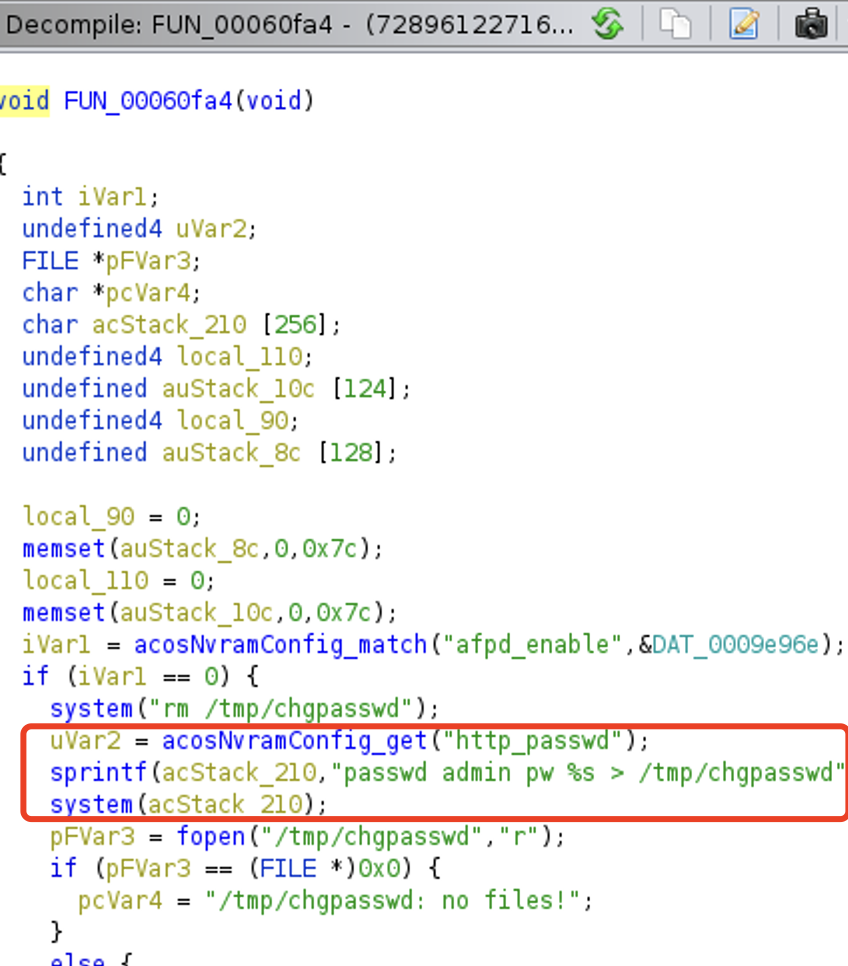 Decompile: FUN_00060fa4 - (72896122716...
void FUN_00060fa4(void)
{
int iVar1;
undefined4 uVar2;
FILE *pFVar3;
char *pcVar4;
char acStack_210 [256];
undefined4 local_110;
undefined auStack_10c [124];
undefined4 local_90;
undefined auStack_8c [128];
local_90 = 0;
memset(auStack_8c,0,0x7c);
local_110 = 0;
memset(auStack_10c,0,0x7c);
iVar1 = acosNvramConfig_match("afpd_enable",&DAT_0009e96e);
if (iVar1 == 0) {
system("rm /tmp/chgpasswd");
uVar2 = acosNvramConfig_get("http_passwd");
sprintf(acStack_210,"passwd admin pw %s > /tmp/chgpasswd"
system(acStack_210);
pFVar3 = fopen("/tmp/chgpasswd","r");
if (pFVar3 == (FILE *)0x0) {
pcVar4 = "/tmp/chgpasswd: no files!";
}
else {